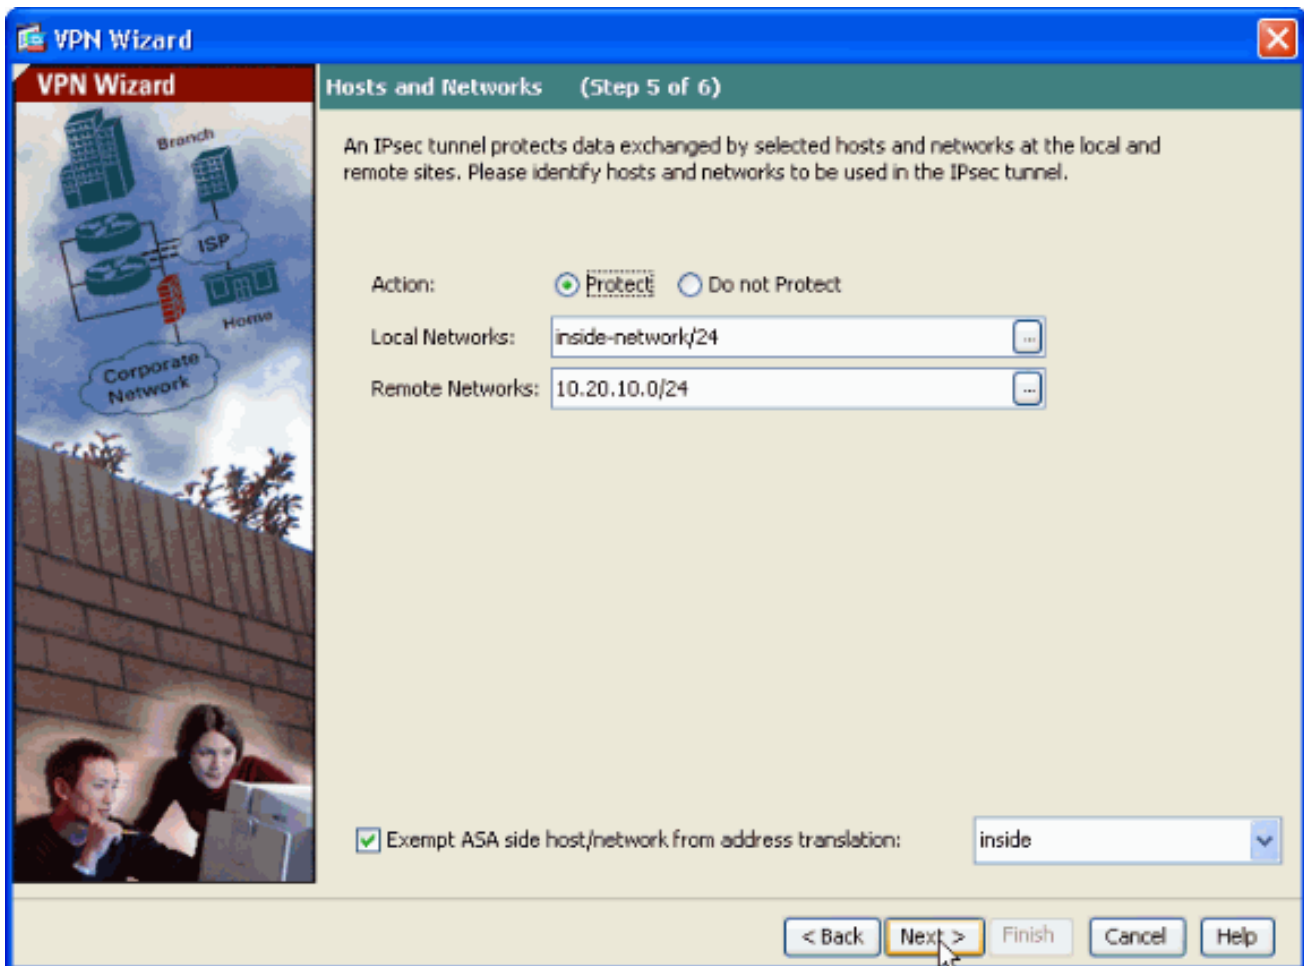 VPN Wizard
VPN Wizard
Hosts and Networks (Step 5 of 6)
Branch
ISP
Home
Corporate
Network
An IPsec tunnel protects data exchanged by selected hosts and networks at the local and
remote sites. Please identify hosts and networks to be used in the IPsec tunnel.
Action: Protect Do not Protect
Local Networks: inside-network/24 ...
Remote Networks: 10.20.10.0/24 ...
Exempt ASA side host/network from address translation: inside
< Back Next > Finish Cancel Help